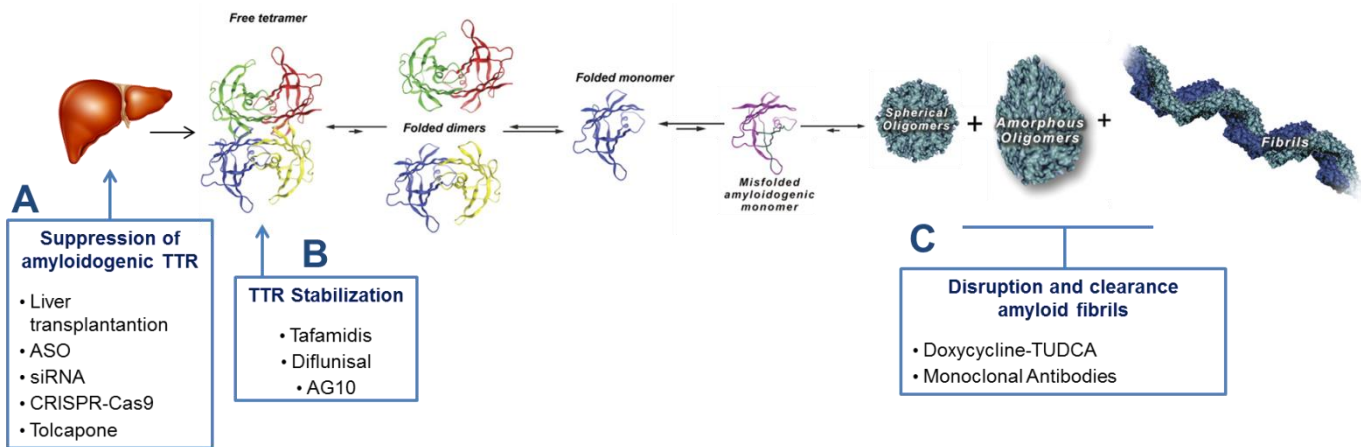 Free tetramer
Folded dimers
Folded monomer
Misfolded
amyloidogenic
monomer
Spherical
Oligomers
+
Amorphous
Oligomers
+
Fibrils
A
Suppression of
amyloidogenic TTR
• Liver
transplantantion
• ASO
• siRNA
• CRISPR-Cas9
• Tolcapone
B
TTR Stabilization
• Tafamidis
• Diflunisal
• AG10
C
Disruption and clearance
amyloid fibrils
• Doxycycline-TUDCA
• Monoclonal Antibodies